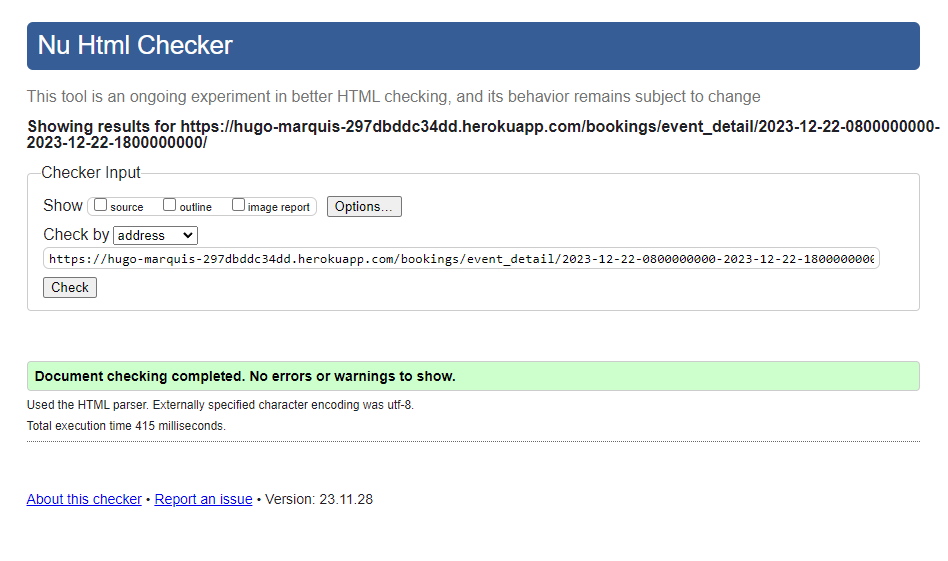 Nu Html Checker
This tool is an ongoing experiment in better HTML checking, and its behavior remains subject to change
Showing results for https://hugo-marquis-297dbddc34dd.herokuapp.com/bookings/event_detail/2023-12-22-0800000000-
2023-12-22-1800000000/
Checker Input
Show source outline image report Options...
Check by address
https://hugo-marquis-297dbddc34dd.herokuapp.com/bookings/event_detail/2023-12-22-0800000000-2023-12-22-1800000000
Check
Document checking completed. No errors or warnings to show.
Used the HTML parser. Externally specified character encoding was utf-8.
Total execution time 415 milliseconds.
About this checker • Report an issue • Version: 23.11.28